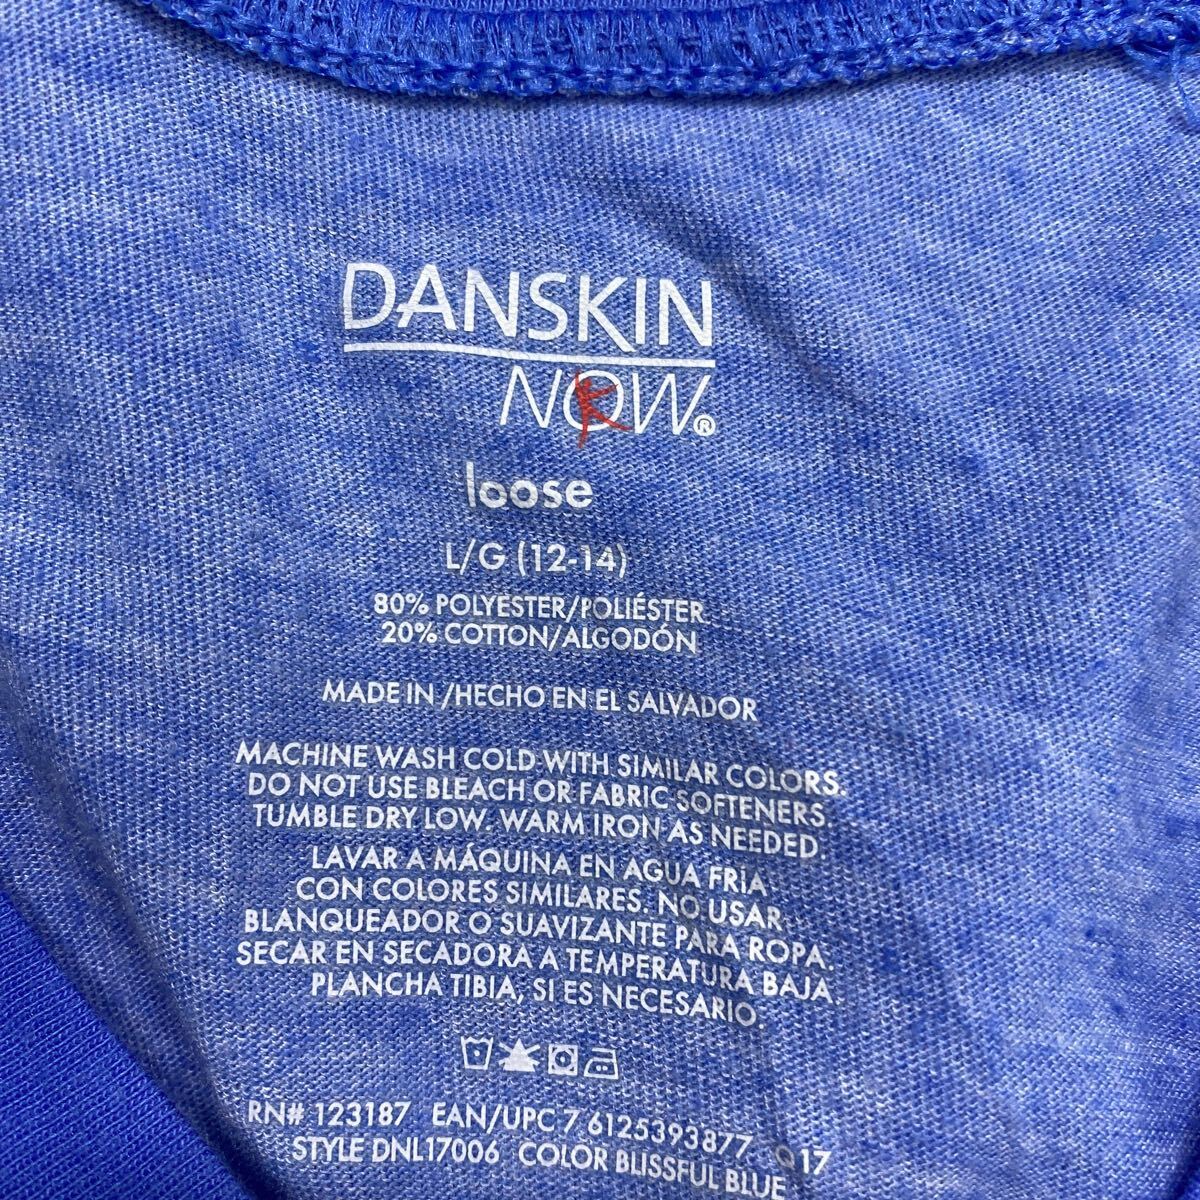 DANSKIN
NOW®
loose
L/G (12-14)
80% POLYESTER/POLIÉSTER
20% COTTON/ALGODÓN
MADE IN /HECHO EN EL SALVADOR
MACHINE WASH COLD WITH SIMILAR COLORS.
DO NOT USE BLEACH OR FABRIC SOFTENERS.
TUMBLE DRY LOW. WARM IRON AS NEEDED.
LAVAR A MÁQUINA EN AGUA FRÍA
CON COLORES SIMILARES. NO USAR
BLANQUEADOR O SUAVIZANTE PARA ROPA.
SECAR EN SECADORA A TEMPERATURA BAJA.
PLANCHA TIBIA, SI ES NECESARIO.
RN# 123187 EAN/UPC 7 6125393877 Q17
STYLE DNL17006 COLOR BLISSFUL BLUE